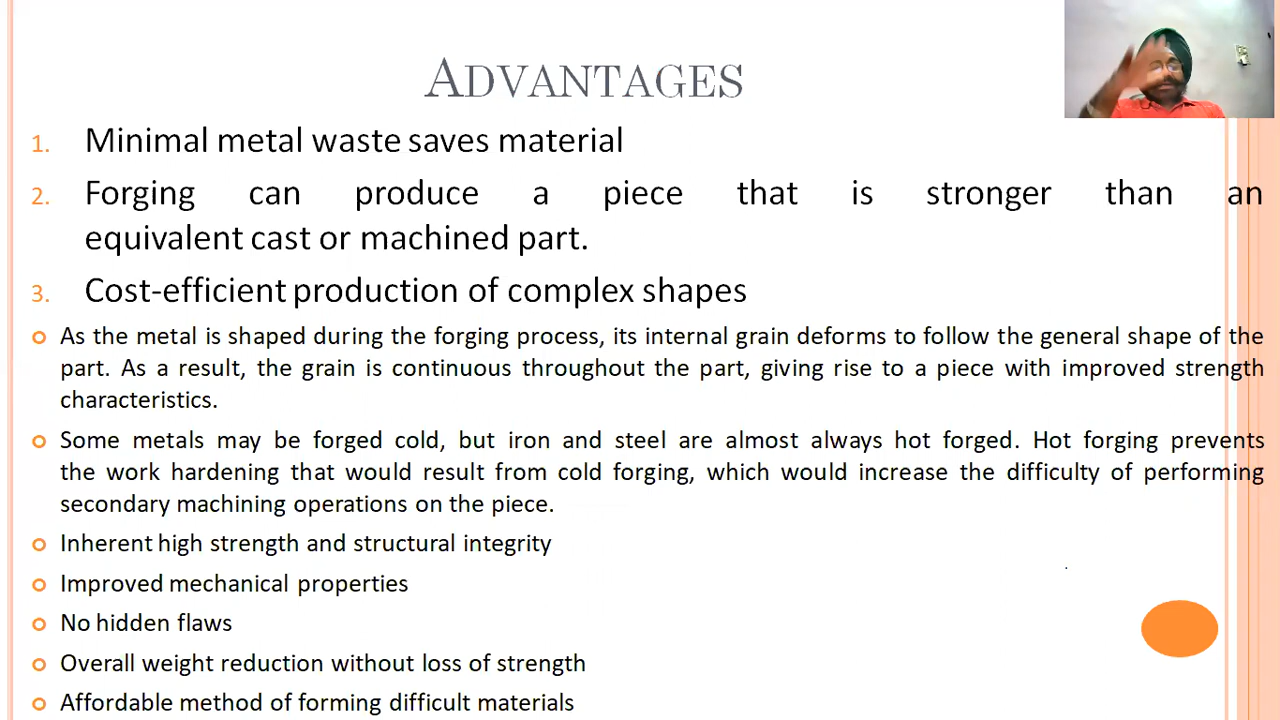 ADVANTAGES
1. Minimal metal waste saves material
2. Forging can produce a piece that is stronger than an
equivalent cast or machined part.
3. Cost-efficient production of complex shapes
As the metal is shaped during the forging process, its internal grain deforms to follow the general shape of the
part. As a result, the grain is continuous throughout the part, giving rise to a piece with improved strength
characteristics.
Some metals may be forged cold, but iron and steel are almost always hot forged. Hot forging prevents
the work hardening that would result from cold forging, which would increase the difficulty of performing
secondary machining operations on the piece.
Inherent high strength and structural integrity
Improved mechanical properties
No hidden flaws
Overall weight reduction without loss of strength
Affordable method of forming difficult materials